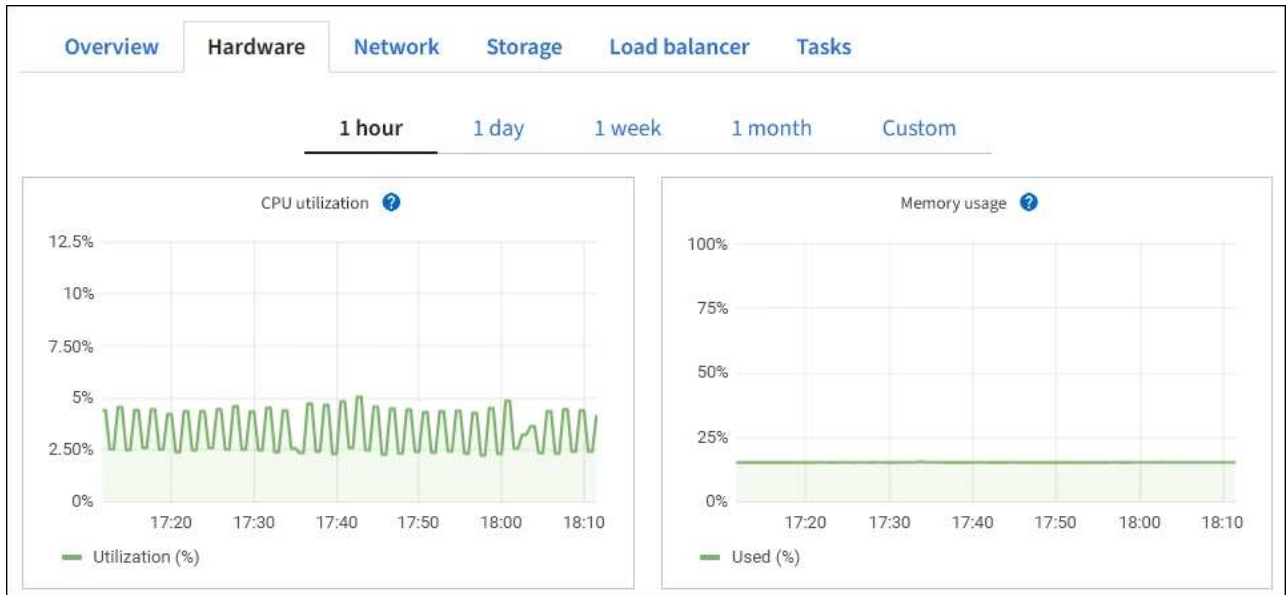 Overview Hardware Network Storage Load balancer Tasks
1 hour 1 day 1 week 1 month Custom
CPU utilization ?
12.5%
10%
7.50%
5%
2.50%
0%
17:20 17:30 17:40 17:50 18:00 18:10
Utilization (%)
Memory usage ?
100%
75%
50%
25%
0%
17:20 17:30 17:40 17:50 18:00 18:10
Used (%)